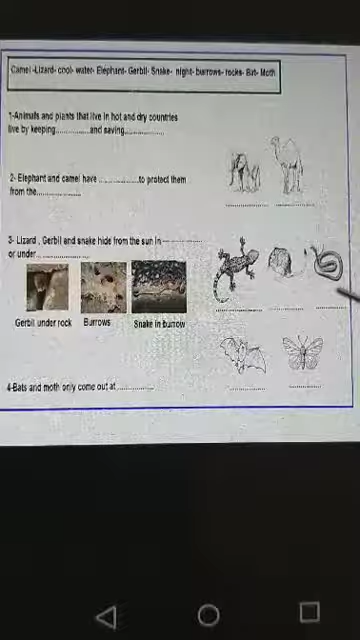 Camel -Lizard- cool- water- Elephant- Gerbil- Snake- night- burrows- rocks- Bat- Moth
1-Animals and plants that live in hot and dry countries
live by keeping..............and saving................
2- Elephant and camel have ................to protect them
from the.................
3- Lizard , Gerbil and snake hide from the sun in................
or under....................
Gerbil under rock
Burrows
Snake in burrow
4-Bats and moth only come out at ...............